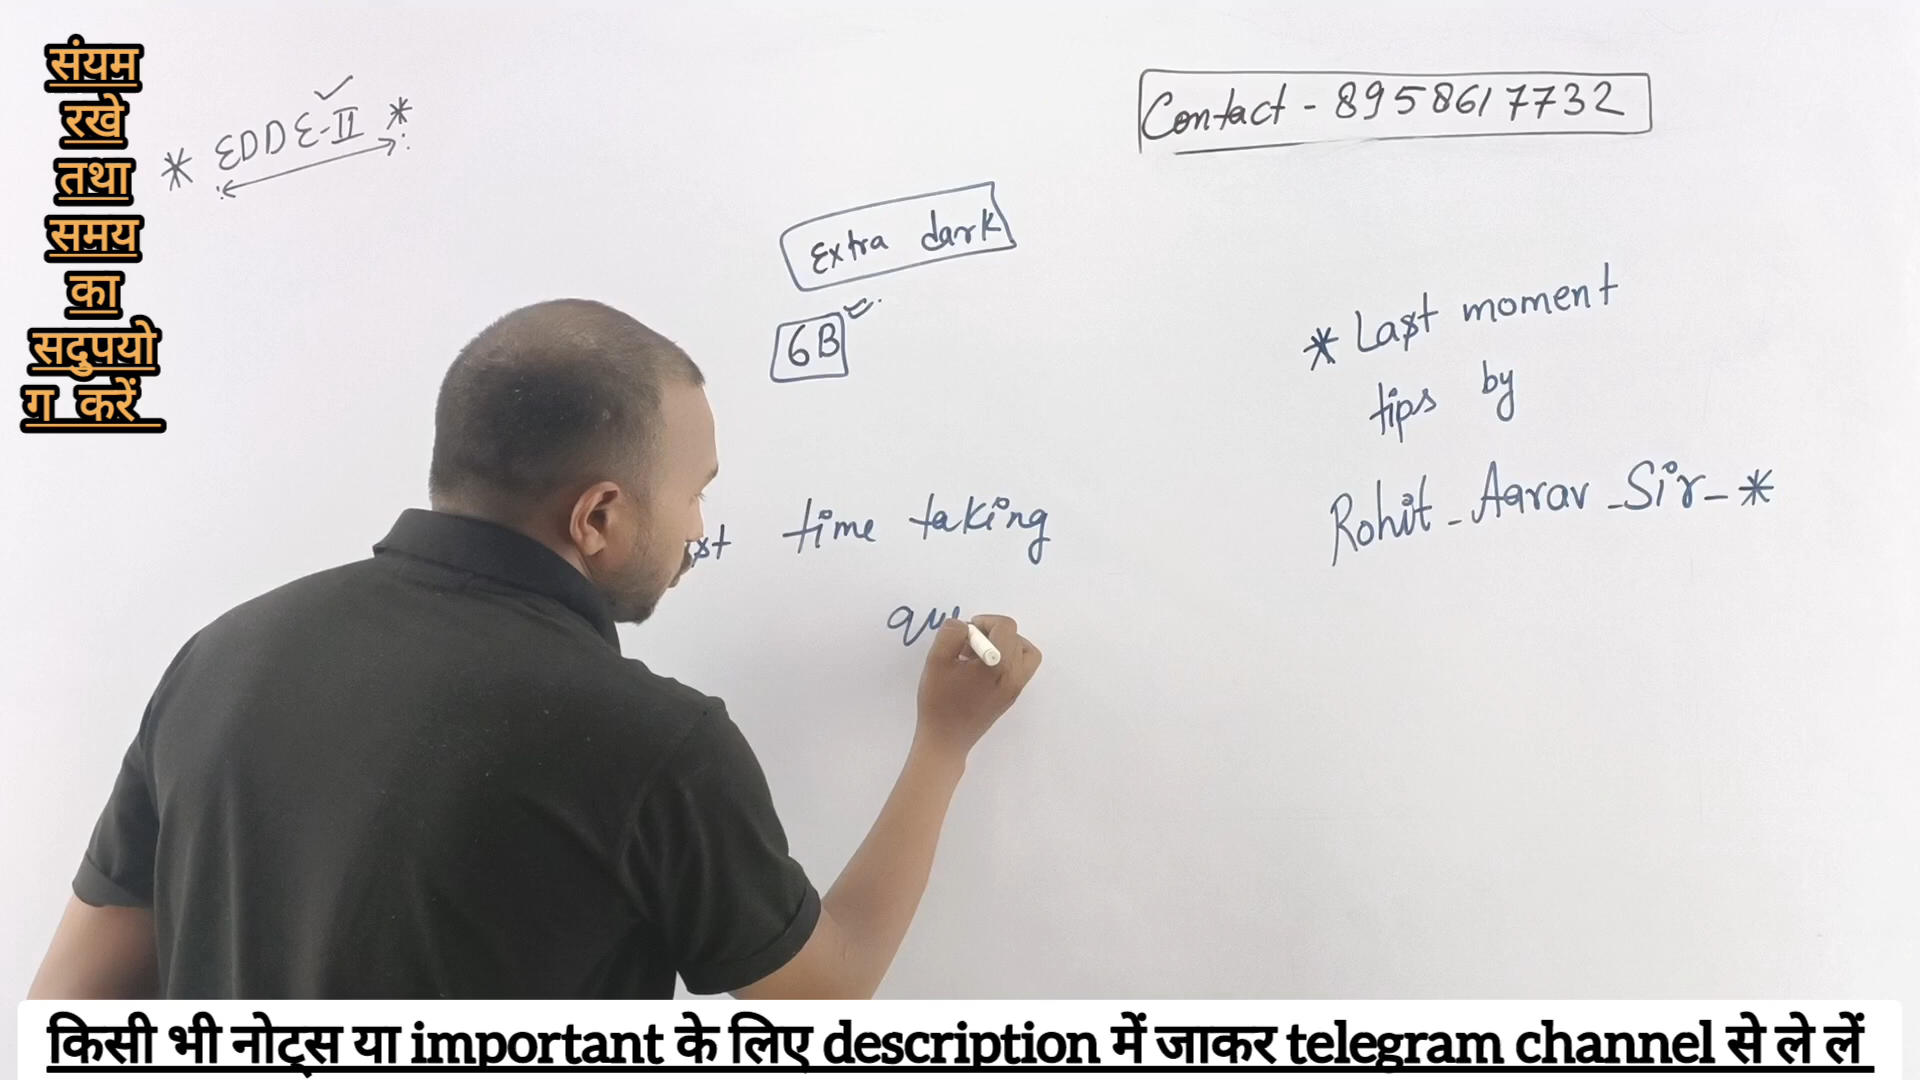 संयम
रखे
तथा
समय
का
सदुपयो
ग करें
* EDDE-II *
Contact - 8958617732
Extra dark
6B
* Last moment
tips by
Rohit - Aarav - Sir - *
time taking
किसी भी नोट्स या important के लिए description में जाकर telegram channel से ले लें